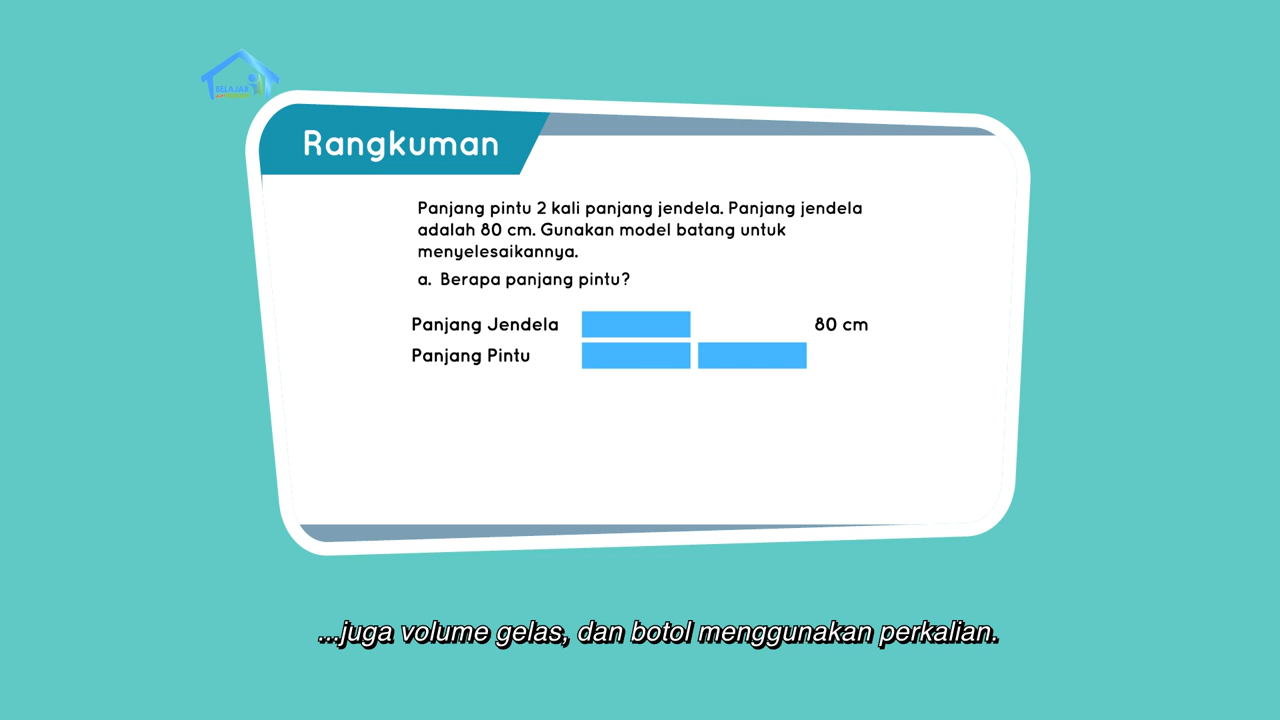 BELAJAR
Rangkuman
Panjang pintu 2 kali panjang jendela. Panjang jendela
adalah 80 cm. Gunakan model batang untuk
menyelesaikannya.
a. Berapa panjang pintu?
Panjang Jendela 80 cm
Panjang Pintu
...juga volume gelas, dan botol menggunakan perkalian.